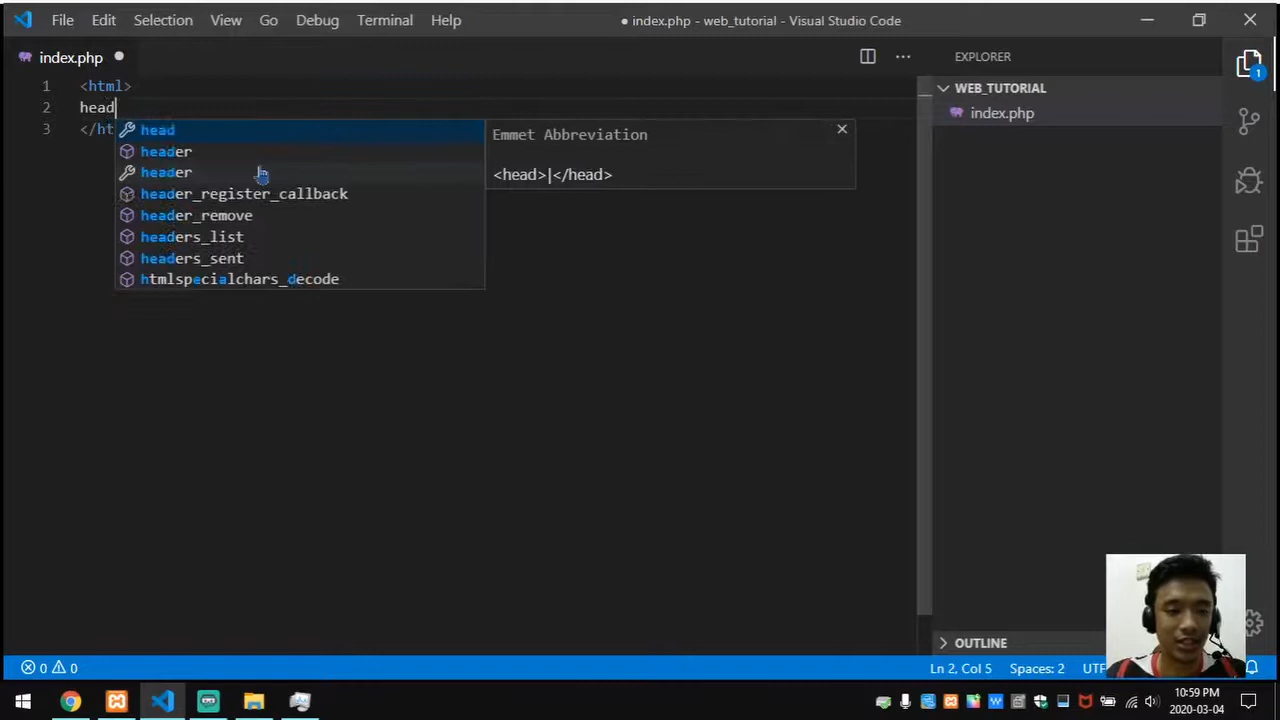 File Edit Selection View Go Debug Terminal Help
● index.php - web_tutorial - Visual Studio Code
index.php
EXPLORER
1 <html>
WEB_TUTORIAL
1
2 head
index.php
3 </ht
head
Emmet Abbreviation
header
header
<head>|</head>
header_register_callback
header_remove
headers_list
headers_sent
htmlspecialchars_decode
OUTLINE
0 0
Ln 2, Col 5 Spaces: 2 UTF
10:59 PM
2020-03-04